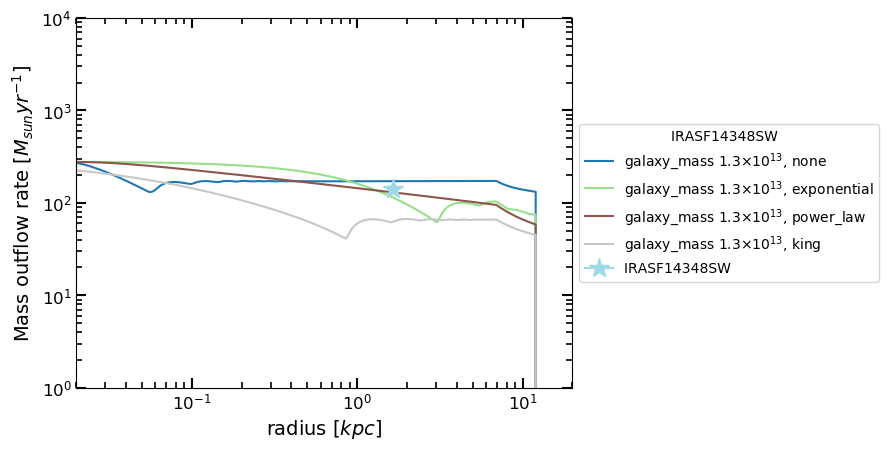 10^4
10^3
10^2
10^1
10^0
Mass outflow rate [M_{sun}yr^{-1}]
10^{-1}
10^0
10^1
radius [kpc]
IRASF14348SW
galaxy_mass 1.3×10^{13}, none
galaxy_mass 1.3×10^{13}, exponential
galaxy_mass 1.3×10^{13}, power_law
galaxy_mass 1.3×10^{13}, king
IRASF14348SW